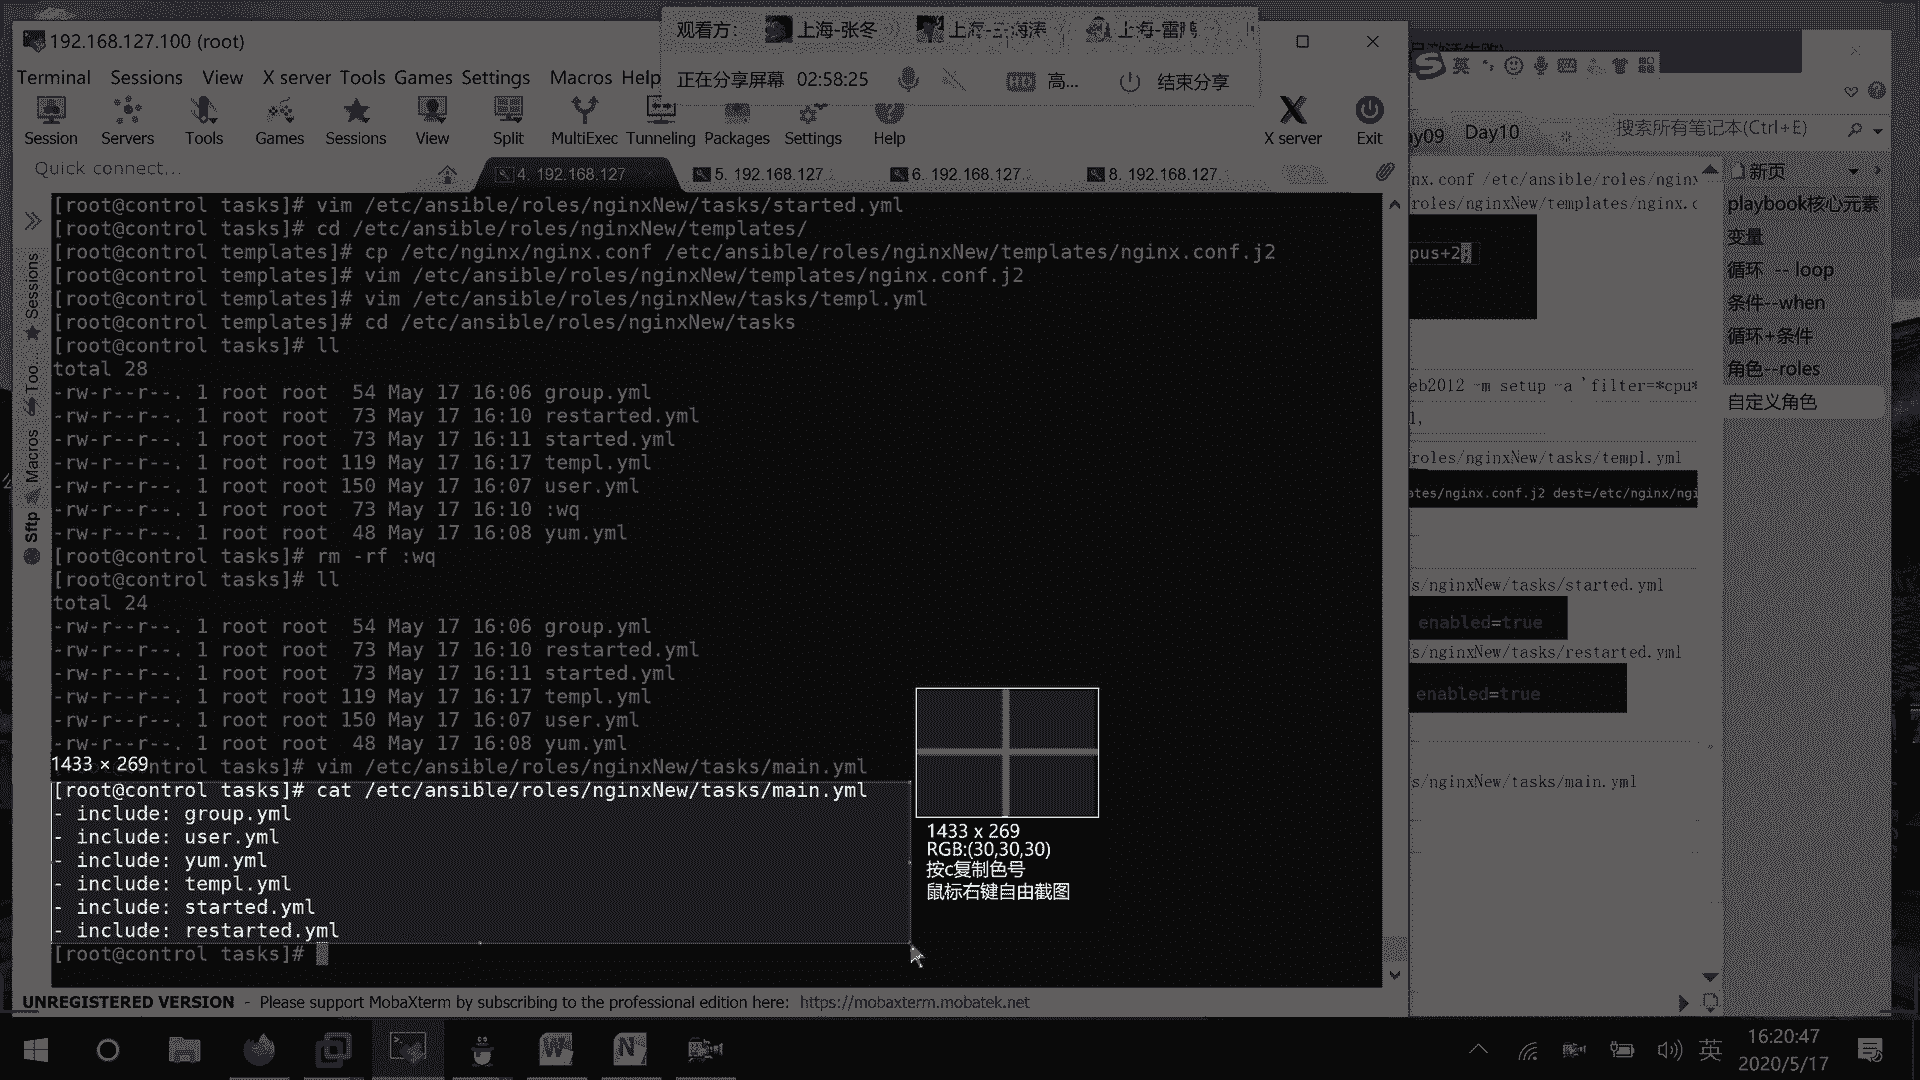 192.168.127.100 (root)
观看方: 上海-张冬 上海-王海涛
正在分享屏幕 02:58:25 高... 结束分享
Terminal Sessions View X server Tools Games Settings Macros Help
Session Servers Tools Games Sessions View Split MultiExec Tunneling Packages Settings Help X server Exit
Quick connect...
4. 192.168.127 5. 192.168.127. 6. 192.168.127. 8. 192.168.127.
Sessions
Too...
Macros
Sftp
[root@control tasks]# vim /etc/ansible/roles/nginxNew/tasks/started.yml
[root@control tasks]# cd /etc/ansible/roles/nginxNew/templates/
[root@control templates]# cp /etc/nginx/nginx.conf /etc/ansible/roles/nginxNew/templates/nginx.conf.j2
[root@control templates]# vim /etc/ansible/roles/nginxNew/templates/nginx.conf.j2
[root@control templates]# vim /etc/ansible/roles/nginxNew/tasks/templ.yml
[root@control templates]# cd /etc/ansible/roles/nginxNew/tasks
[root@control tasks]# ll
total 28
-rw-r--r--. 1 root root  54 May 17 16:06 group.yml
-rw-r--r--. 1 root root  73 May 17 16:10 restarted.yml
-rw-r--r--. 1 root root  73 May 17 16:11 started.yml
-rw-r--r--. 1 root root 119 May 17 16:17 templ.yml
-rw-r--r--. 1 root root 150 May 17 16:07 user.yml
-rw-r--r--. 1 root root  73 May 17 16:10 :wq
-rw-r--r--. 1 root root  48 May 17 16:08 yum.yml
[root@control tasks]# rm -rf :wq
[root@control tasks]# ll
total 24
-rw-r--r--. 1 root root  54 May 17 16:06 group.yml
-rw-r--r--. 1 root root  73 May 17 16:10 restarted.yml
-rw-r--r--. 1 root root  73 May 17 16:11 started.yml
-rw-r--r--. 1 root root 119 May 17 16:17 templ.yml
-rw-r--r--. 1 root root 150 May 17 16:07 user.yml
-rw-r--r--. 1 root root  48 May 17 16:08 yum.yml
1433 × 269
[root@control tasks]# vim /etc/ansible/roles/nginxNew/tasks/main.yml
[root@control tasks]# cat /etc/ansible/roles/nginxNew/tasks/main.yml
- include: group.yml
- include: user.yml
- include: yum.yml
- include: templ.yml
- include: started.yml
- include: restarted.yml
[root@control tasks]#
1433 x 269
RGB:(30,30,30)
按c复制色号
鼠标右键自由截图
UNREGISTERED VERSION - Please support MobaXterm by subscribing to the professional edition here: https://mobaxterm.mobatek.net
英
ay09 Day10 搜索所有笔记本(Ctrl+E)
nx.conf /etc/ansible/roles/nginx
roles/nginxNew/templates/nginx.c
pus+2;
eb2012 -m setup -a 'filter=*cpu*
l,
roles/nginxNew/tasks/templ.yml
ates/nginx.conf.j2 dest=/etc/nginx/ngi
s/nginxNew/tasks/started.yml
enabled=true
s/nginxNew/tasks/restarted.yml
enabled=true
s/nginxNew/tasks/main.yml
新页
playbook核心元素
变量
循环 -- loop
条件--when
循环+条件
角色--roles
自定义角色
英
16:20:47
2020/5/17